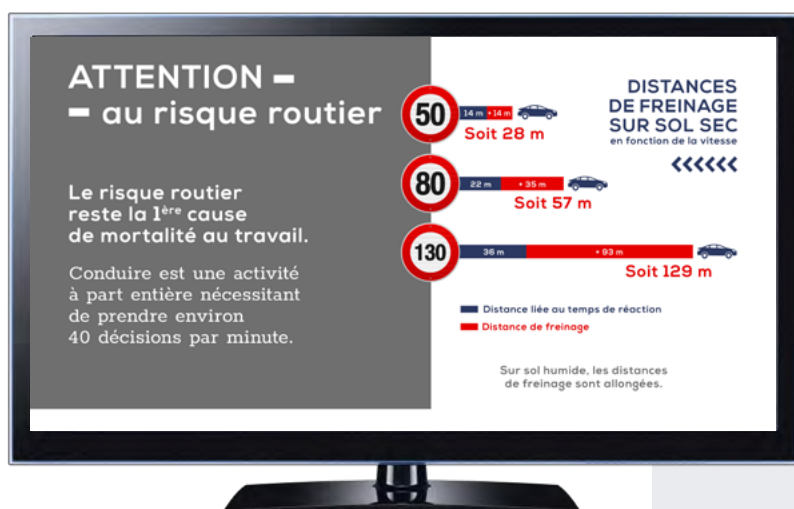 ATTENTION –
– au risque routier
Le risque routier
reste la 1ère cause
de mortalité au travail.
Conduire est une activité
à part entière nécessitant
de prendre environ
40 décisions par minute.
DISTANCES
DE FREINAGE
SUR SOL SEC
en fonction de la vitesse
50
14 m + 14 m
Soit 28 m
80
22 m + 35 m
Soit 57 m
130
36 m + 93 m
Soit 129 m
Distance liée au temps de réaction
Distance de freinage
Sur sol humide, les distances
de freinage sont allongées.